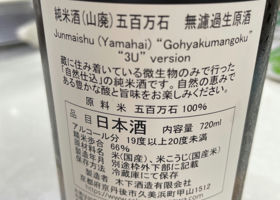 純米酒(山廃)五百万石 無濾過生原酒
Junmaishu (Yamahai) "Gohyakumangoku"
"3U" version
蔵に住み着いている微生物のみで行った
「自然仕込」の純米酒です。自然の恵みで
ある豊かな酸と旨味をお楽しみください。
原料米 五百万石 100%
品目 日本酒 内容量 720ml
アルコール分 19度以上20度未満
精米歩合 66%
原材料名 米(国産)、米こうじ(国産米)
製造年月 別途枠外下部に記載
保存方法 冷蔵庫にて保存
製造者 木下酒造有限会社
京都府京丹後市久美浜町甲山1512